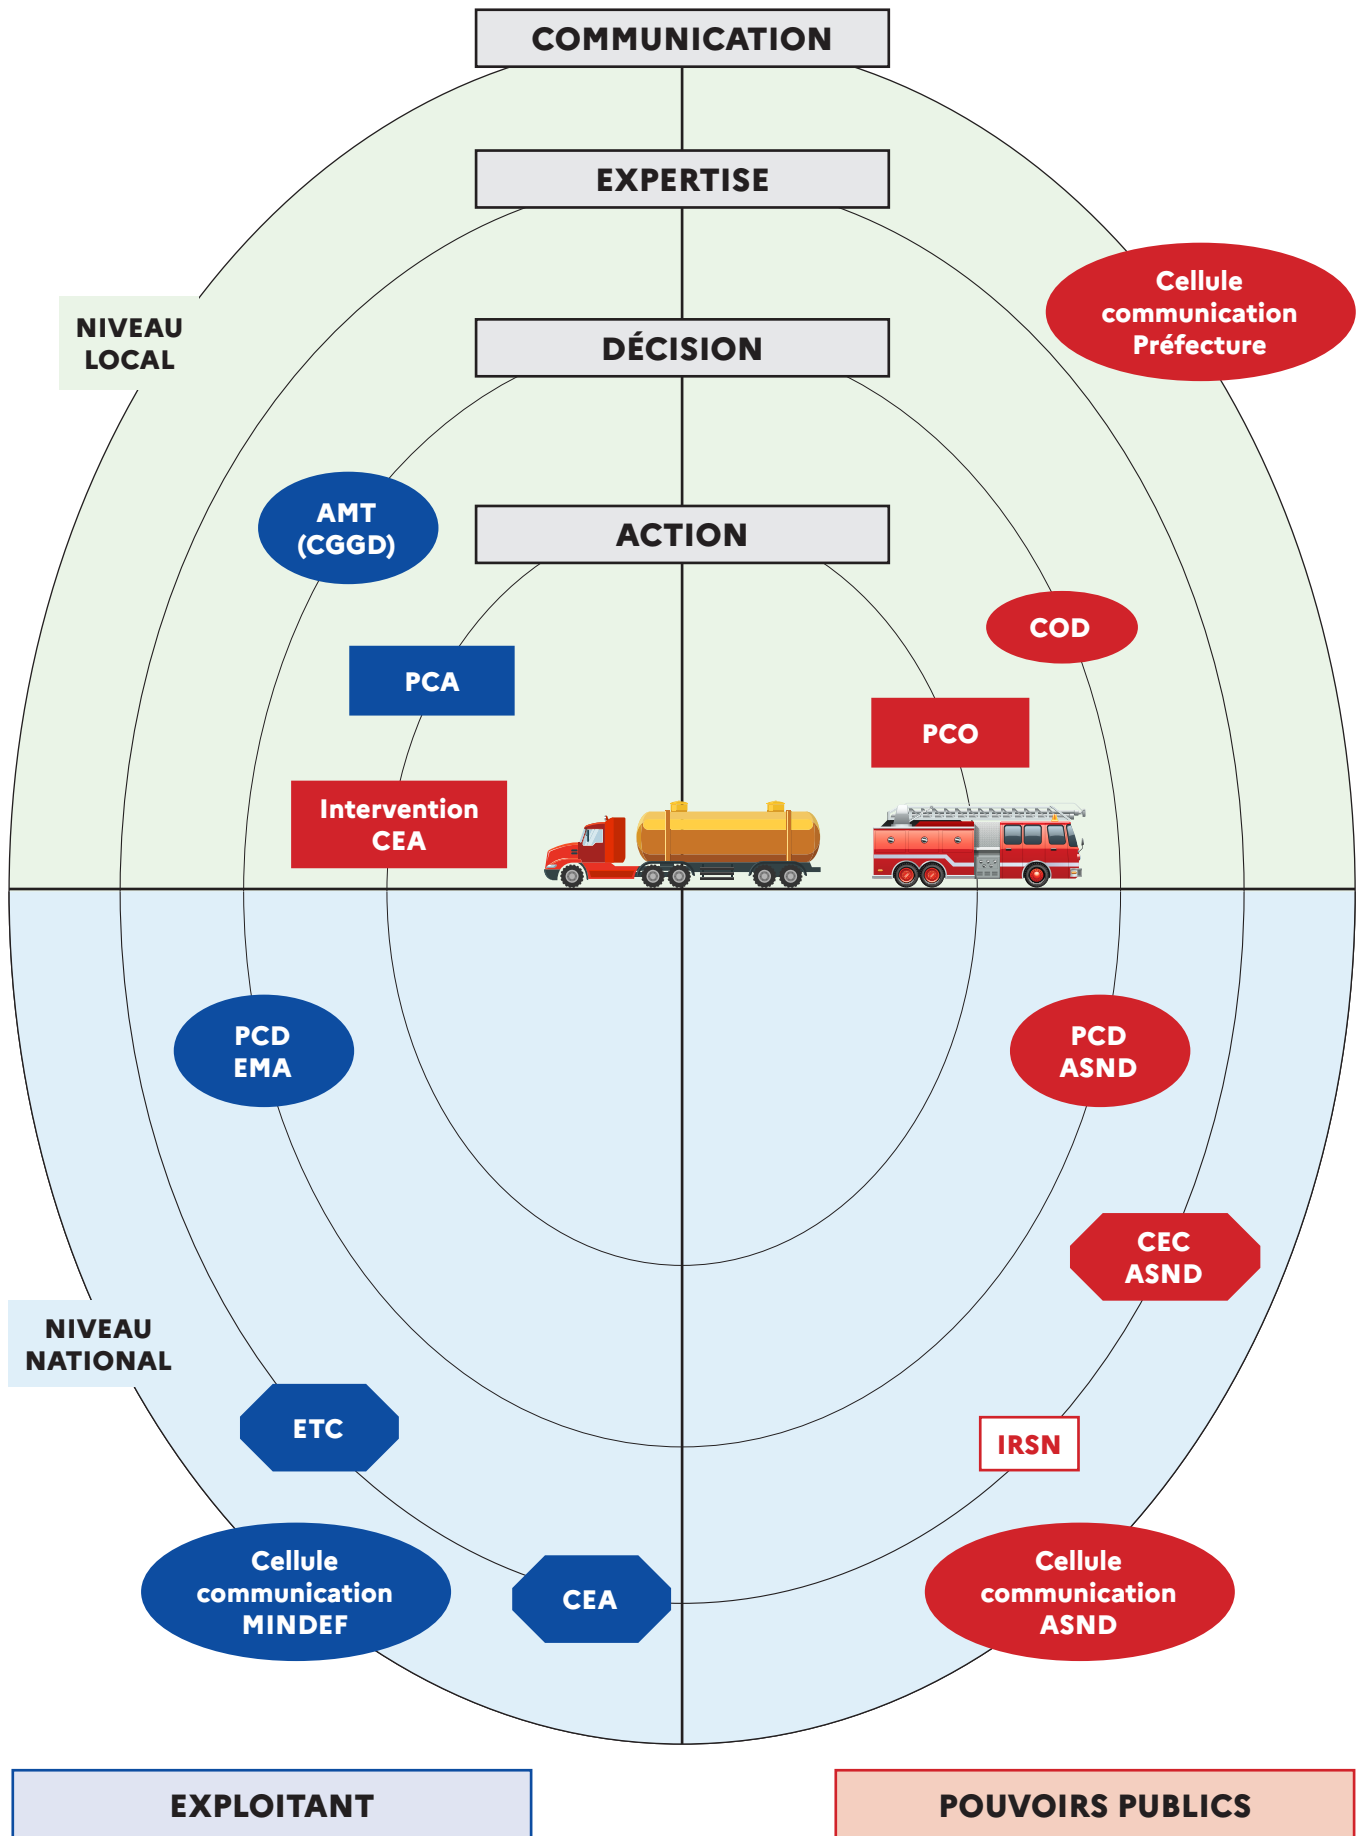 COMMUNICATION
EXPERTISE
Cellule
communication
Préfecture
NIVEAU
LOCAL
DÉCISION
AMT
(CGGD)
ACTION
COD
PCA
PCO
Intervention
CEA
PCD
EMA
PCD
ASND
CEC
ASND
NIVEAU
NATIONAL
ETC
IRSN
Cellule
communication
MINDEF
CEA
Cellule
communication
ASND
EXPLOITANT
POUVOIRS PUBLICS